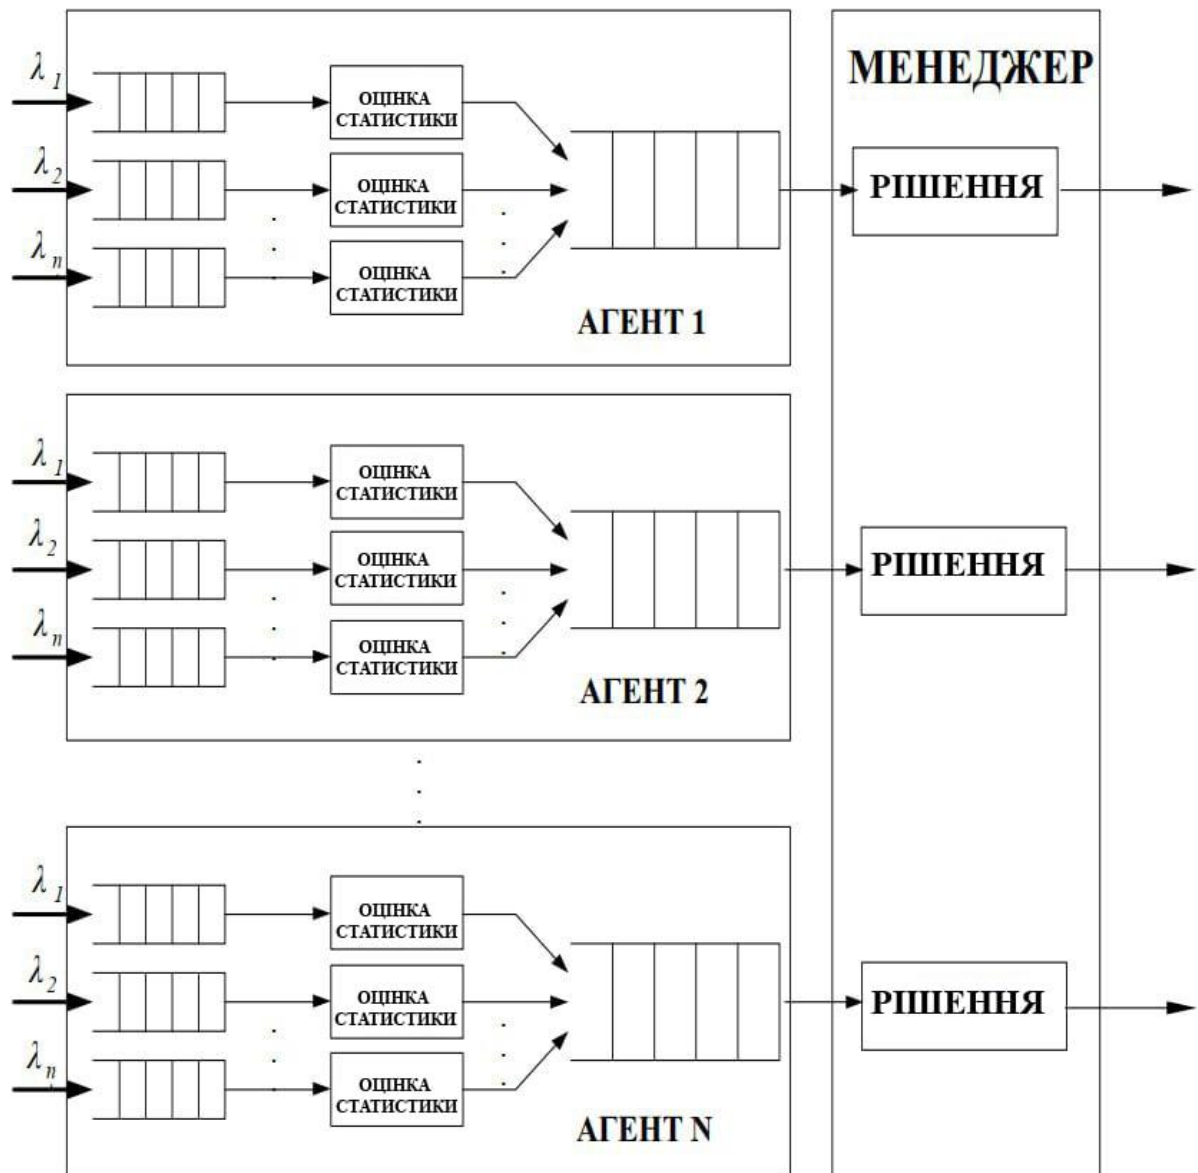 МЕНЕДЖЕР
λ1
ОЦІНКА
СТАТИСТИКИ
λ2
ОЦІНКА
СТАТИСТИКИ
РІШЕННЯ
λn
ОЦІНКА
СТАТИСТИКИ
АГЕНТ 1
λ1
ОЦІНКА
СТАТИСТИКИ
λ2
ОЦІНКА
СТАТИСТИКИ
РІШЕННЯ
λn
ОЦІНКА
СТАТИСТИКИ
АГЕНТ 2
λ1
ОЦІНКА
СТАТИСТИКИ
λ2
ОЦІНКА
СТАТИСТИКИ
РІШЕННЯ
λn
ОЦІНКА
СТАТИСТИКИ
АГЕНТ N